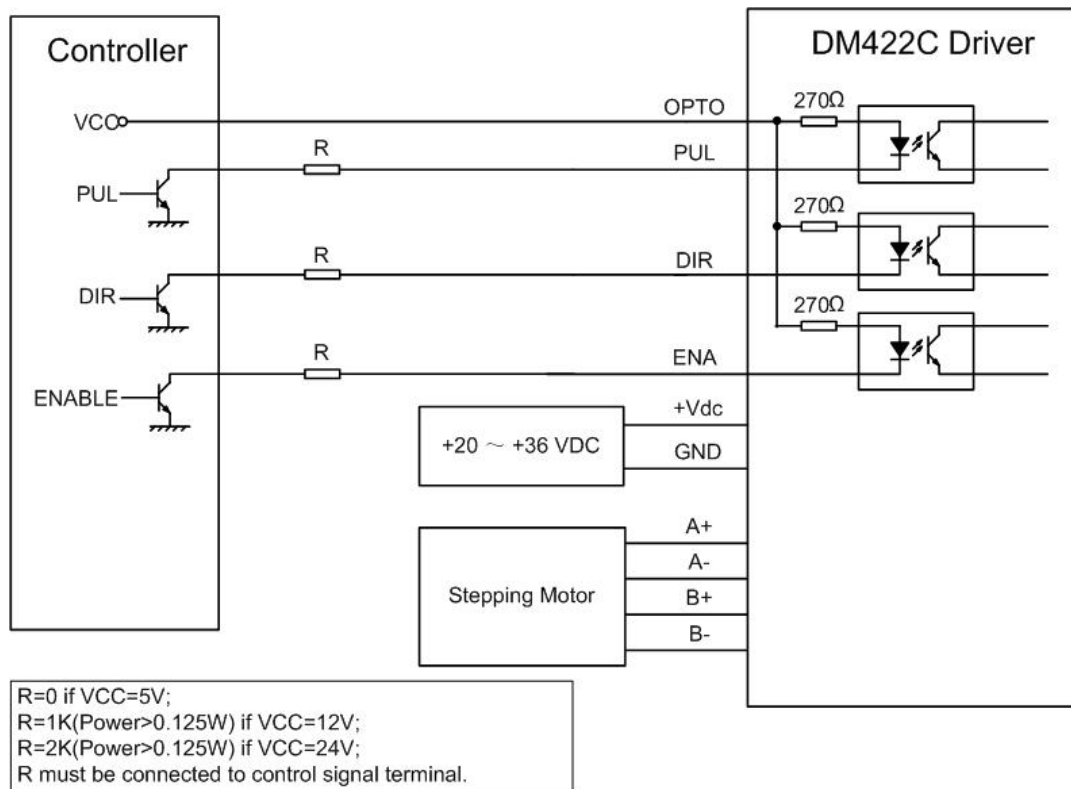 Controller
DM422C Driver
VCC
OPTO
270Ω
R
PUL
PUL
270Ω
R
DIR
DIR
270Ω
R
ENA
ENABLE
+Vdc
+20 ～ +36 VDC
GND
A+
A-
Stepping Motor
B+
B-
R=0 if VCC=5V;
R=1K(Power>0.125W) if VCC=12V;
R=2K(Power>0.125W) if VCC=24V;
R must be connected to control signal terminal.